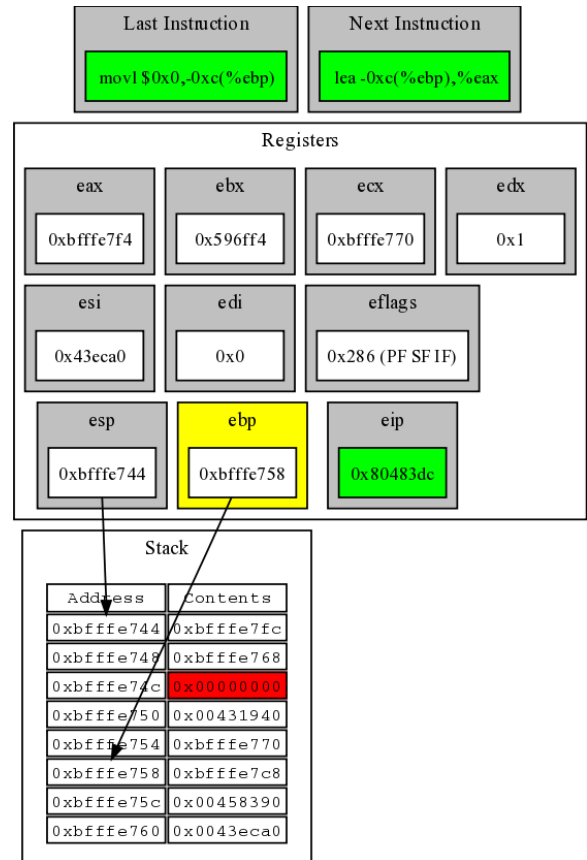 Last Instruction Next Instruction
movl $0x0,-0xc(%ebp) lea -0xc(%ebp),%eax
Registers
eax ebx ecx edx
0xbfffe7f4 0x596ff4 0xbfffe770 0x1
esi edi eflags
0x43eca0 0x0 0x286 (PF SF IF)
esp ebp eip
0xbfffe744 0xbfffe758 0x80483dc
Stack
Address Contents
0xbfffe744 0xbfffe7fc
0xbfffe748 0xbfffe768
0xbfffe74c 0x00000000
0xbfffe750 0x00431940
0xbfffe754 0xbfffe770
0xbfffe758 0xbfffe7c8
0xbfffe75c 0x00458390
0xbfffe760 0x0043eca0